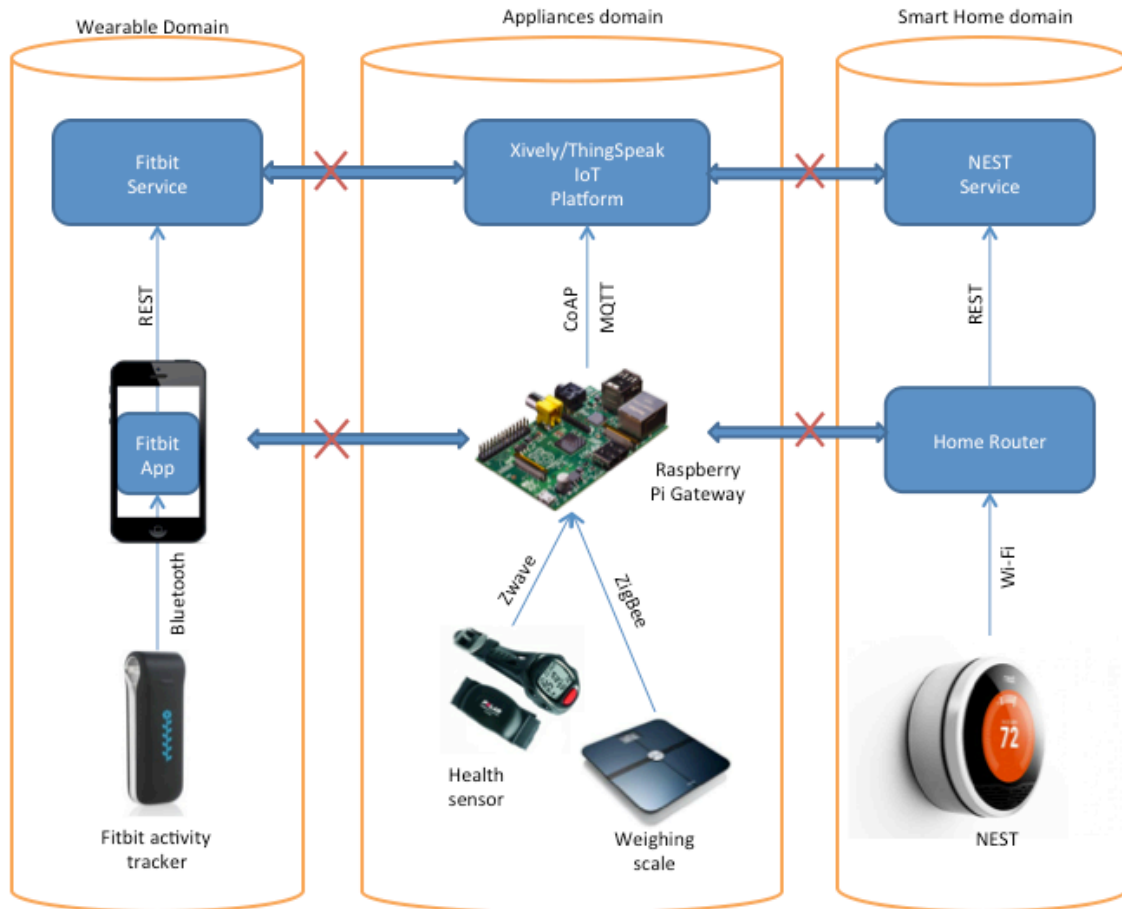 Wearable Domain
Appliances domain
Smart Home domain
Fitbit
Service
Xively/ThingSpeak
IoT
Platform
NEST
Service
REST
CoAP
MQTT
REST
Fitbit
App
Raspberry
Pi Gateway
Home Router
Bluetooth
Zwave
ZigBee
Wi-Fi
72
Health
sensor
Fitbit activity
tracker
Weighing
scale
NEST